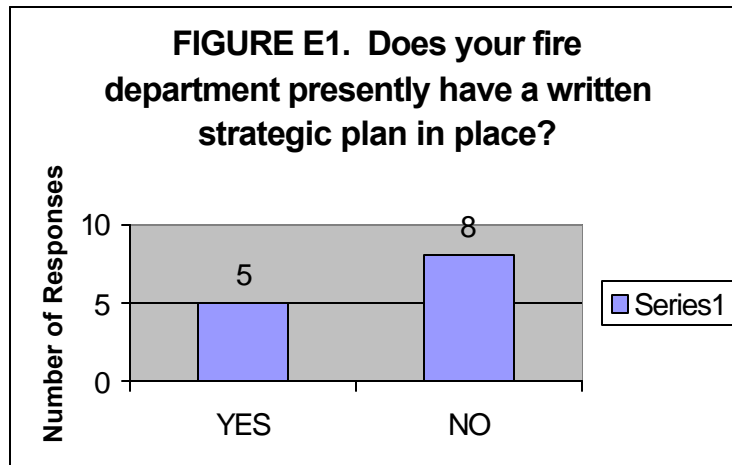 FIGURE E1.  Does your fire
department presently have a written
strategic plan in place?
Number of Responses
10
5
0
5
8
YES
NO
Series1